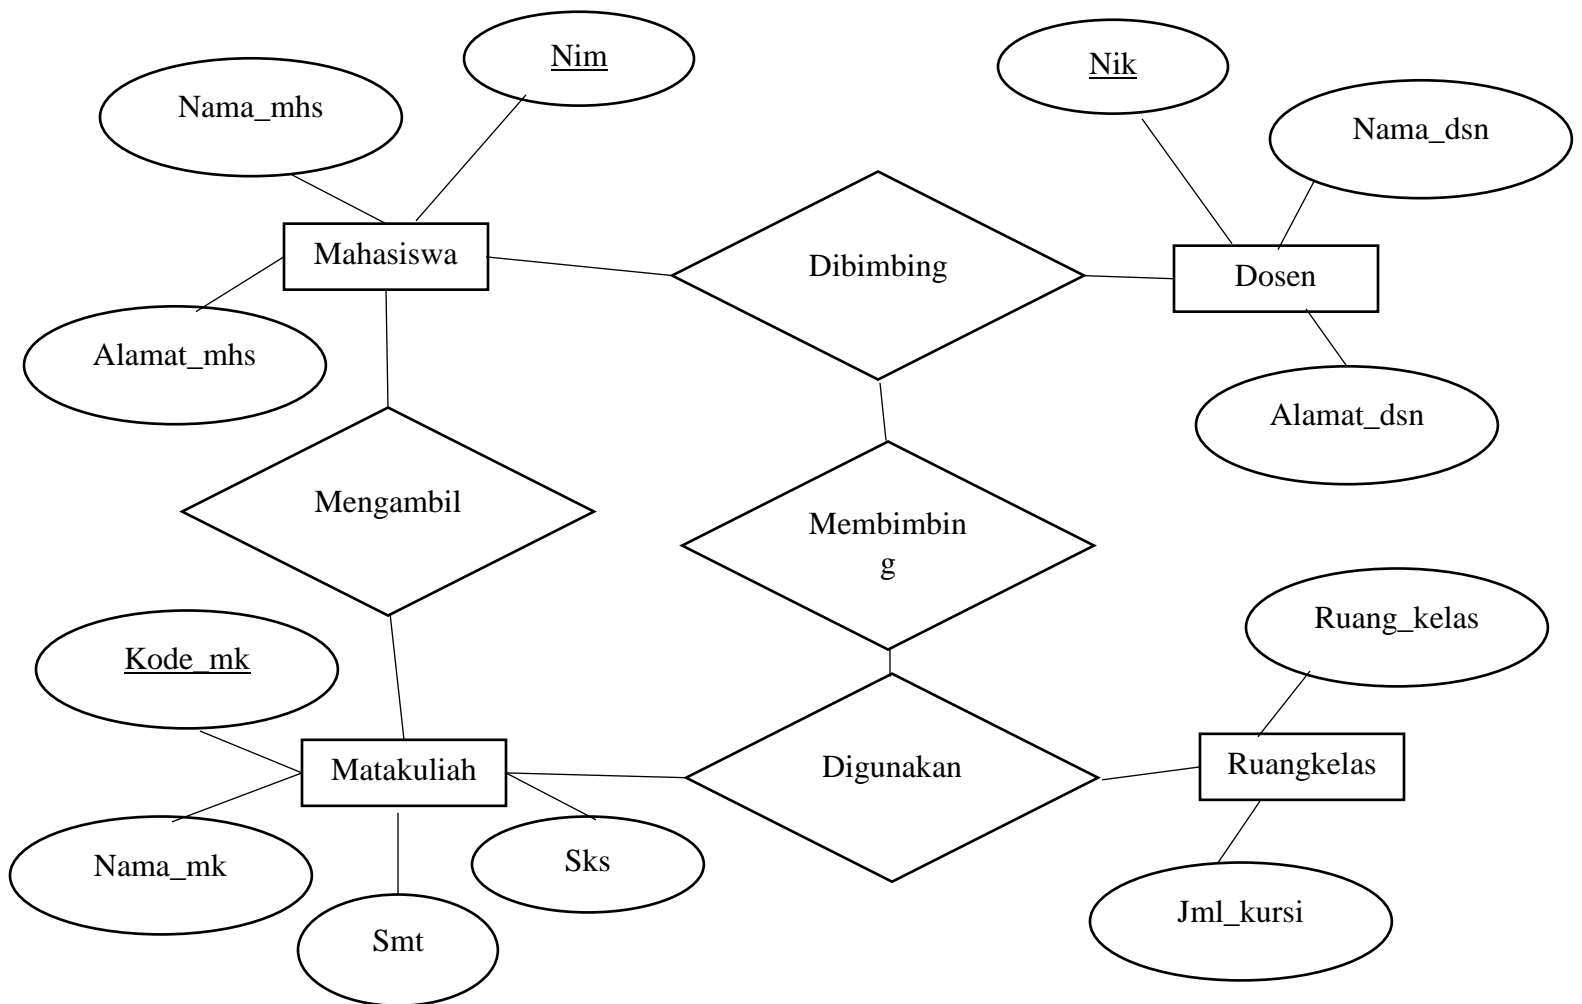 Nim
Nik
Nama_mhs
Nama_dsn
Mahasiswa
Dibimbing
Dosen
Alamat_mhs
Alamat_dsn
Mengambil
Membimbin
g
Ruang_kelas
Kode_mk
Matakuliah
Digunakan
Ruangkelas
Nama_mk
Sks
Jml_kursi
Smt